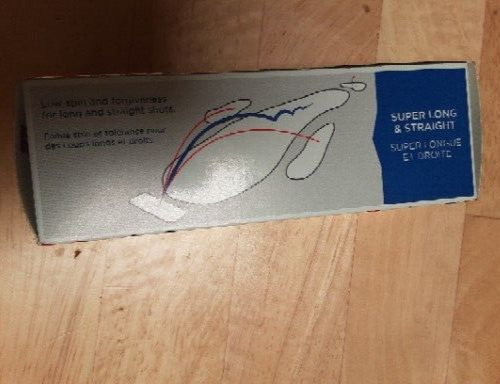 Low spin and forgiveness
for long and straight shots.
Faible spin et tolérance pour
des coups longs et droits.
SUPER LONG
& STRAIGHT
SUPER LONGUE
ET DROITE